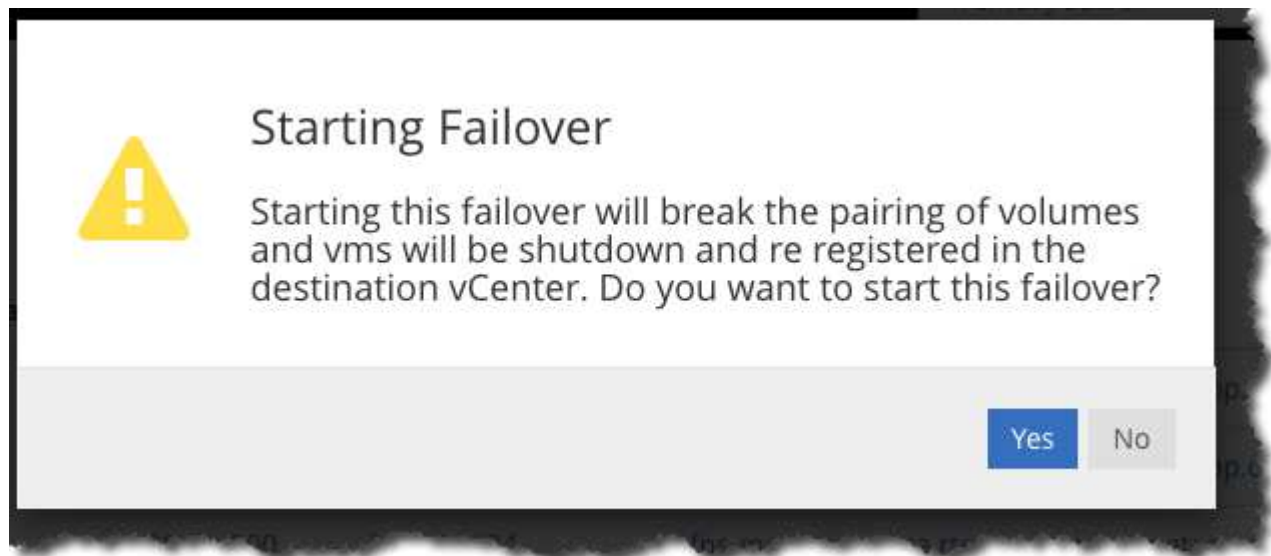 Starting Failover
Starting this failover will break the pairing of volumes
and vms will be shutdown and re registered in the
destination vCenter. Do you want to start this failover?
Yes No